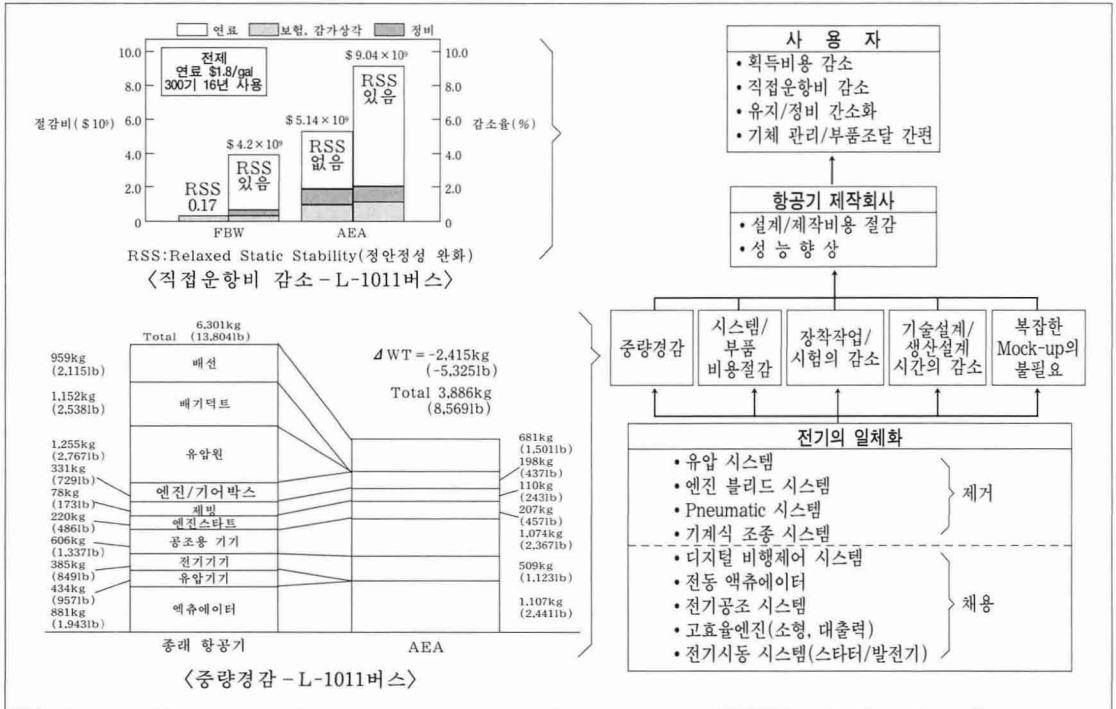 연료 보험, 감가상각 정비
10.0
8.0
6.0
4.0
2.0
0
절감비($ 10⁹)
전제
연료 $1.8/gal
300기 16년 사용
RSS
0.17
$ 4.2×10⁹
RSS
있음
$ 5.14×10⁹
RSS
없음
$ 9.04×10⁹
RSS
있음
10.0
8.0
6.0
4.0
2.0
0
감소율(%)
FBW AEA
RSS:Relaxed Static Stability(정안정성 완화)
〈직접운항비 감소 – L-1011버스〉
6,301kg
Total (13,804lb)
959kg
(2,115lb)
1,152kg
(2,538lb)
1,255kg
(2,767lb)
331kg
(729lb)
78kg
(173lb)
220kg
(486lb)
606kg
(1,337lb)
385kg
(849lb)
434kg
(957lb)
881kg
(1,943lb)
배선
배기덕트
유압원
엔진/기어박스
제빙
엔진스타트
공조용 기기
전기기기
유압기기
엑츄에이터
⊿ WT = -2,415kg
(-5,325lb)
Total 3,886kg
(8,569lb)
681kg
(1,501lb)
198kg
(437lb)
110kg
(243lb)
207kg
(457lb)
1,074kg
(2,367lb)
509kg
(1,123lb)
1,107kg
(2,441lb)
종래 항공기 AEA
〈중량경감 – L-1011버스〉
사 용 자
• 획득비용 감소
• 직접운항비 감소
• 유지/정비 간소화
• 기체 관리/부품조달 간편
항공기 제작회사
• 설계/제작비용 절감
• 성 능 향 상
중량경감
시스템/
부품
비용절감
장착작업/
시험의 감소
기술설계/
생산설계
시간의 감소
복잡한
Mock-up의
불필요
전기의 일체화
• 유압 시스템
• 엔진 블리드 시스템
• Pneumatic 시스템
• 기계식 조종 시스템
제거
• 디지털 비행제어 시스템
• 전동 액츄에이터
• 전기공조 시스템
• 고효율엔진(소형, 대출력)
• 전기시동 시스템(스타터/발전기)
채용